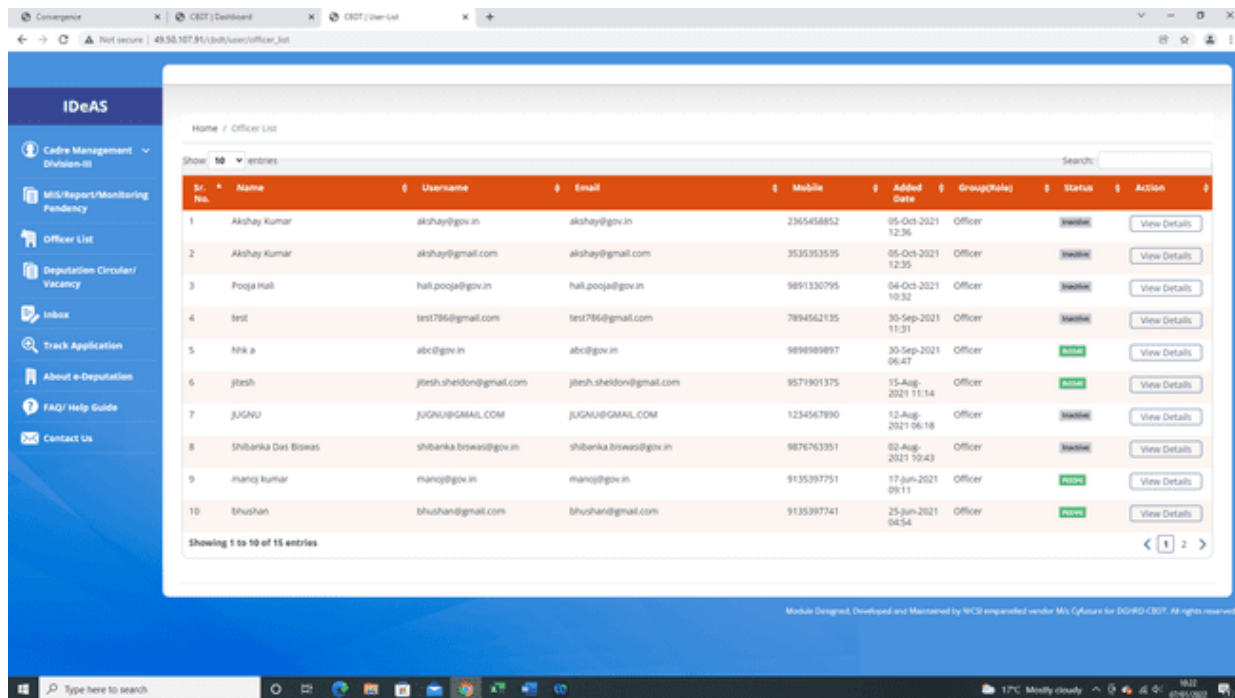 Convergence
CBDT | Dashboard
CBDT | User-List
Not secure | 49.50.107.91/cbdt/user/officer_list
IDeAS
Home / Officer List
Cadre Management Division-III
MIS/Report/Monitoring Pendency
Officer List
Deputation Circular/ Vacancy
Inbox
Track Application
About e-Deputation
FAQ/ Help Guide
Contact Us
Show 10 entries
Search:
Sr. No. Name Username Email Mobile Added Date Group(Role) Status Action
1 Akshay Kumar akshay@gov.in akshay@gov.in 2365458852 05-Oct-2021 12:36 Officer Inactive View Details
2 Akshay Kumar akshay@gmail.com akshay@gmail.com 3535353535 05-Oct-2021 12:35 Officer Inactive View Details
3 Pooja Hali hali.pooja@gov.in hali.pooja@gov.in 9891330795 04-Oct-2021 10:32 Officer Inactive View Details
4 test test786@gmail.com test786@gmail.com 7894562135 30-Sep-2021 11:31 Officer Inactive View Details
5 hhk a abc@gov.in abc@gov.in 9898989897 30-Sep-2021 06:47 Officer Active View Details
6 jitesh jitesh.sheldon@gmail.com jitesh.sheldon@gmail.com 9571901375 15-Aug-2021 11:14 Officer Active View Details
7 JUGNU JUGNU@GMAIL.COM JUGNU@GMAIL.COM 1234567890 12-Aug-2021 06:18 Officer Inactive View Details
8 Shibanka Das Biswas shibanka.biswas@gov.in shibanka.biswas@gov.in 9876763351 02-Aug-2021 10:43 Officer Inactive View Details
9 manoj kumar manoj@gov.in manoj@gov.in 9135397751 17-Jun-2021 09:11 Officer Active View Details
10 bhushan bhushan@gmail.com bhushan@gmail.com 9135397741 25-Jun-2021 04:54 Officer Active View Details
Showing 1 to 10 of 15 entries
1 2
Module Designed, Developed and Maintained by NICSI empanelled vendor M/s Cyfuture for DGHRD-CBDT. All rights reserved
Type here to search
17°C Mostly cloudy